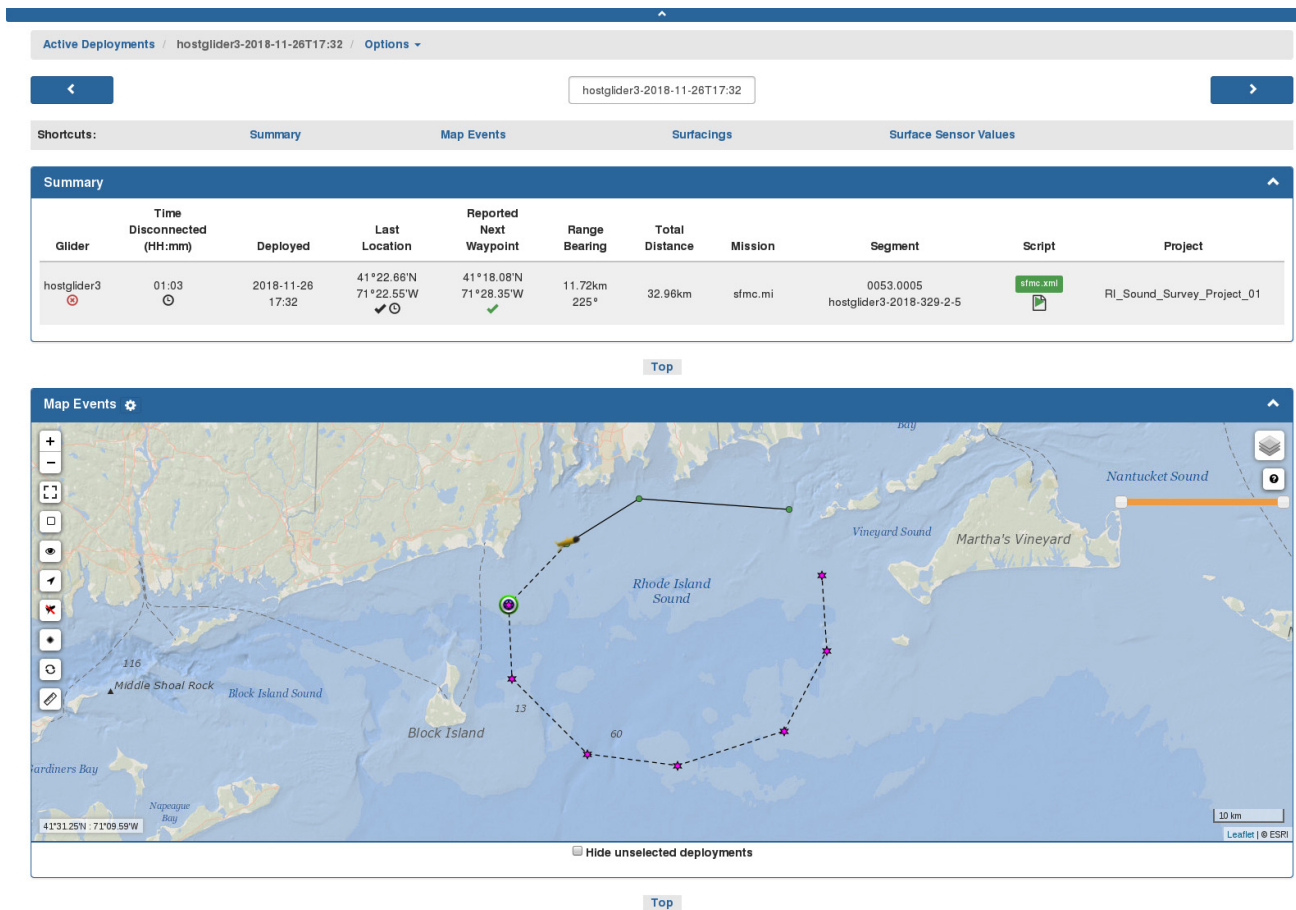 Active Deployments / hostglider3-2018-11-26T17:32 / Options
hostglider3-2018-11-26T17:32
Shortcuts: Summary Map Events Surfacings Surface Sensor Values
Summary
Glider
Time
Disconnected
(HH:mm)
Deployed
Last
Location
Reported
Next
Waypoint
Range
Bearing
Total
Distance
Mission
Segment
Script
Project
hostglider3
01:03
2018-11-26
17:32
41°22.66'N
71°22.55'W
41°18.08'N
71°28.35'W
11.72km
225°
32.96km
sfmc.mi
0053.0005
hostglider3-2018-329-2-5
sfmc.xml
RI_Sound_Survey_Project_01
Top
Map Events
+
−
Bay
Nantucket Sound
?
Vineyard Sound
Martha's Vineyard
Rhode Island
Sound
116
Middle Shoal Rock
Block Island Sound
13
Block Island
60
Gardiners Bay
Napeague
Bay
41°31.25'N : 71°09.59'W
10 km
Leaflet | © ESRI
Hide unselected deployments
Top